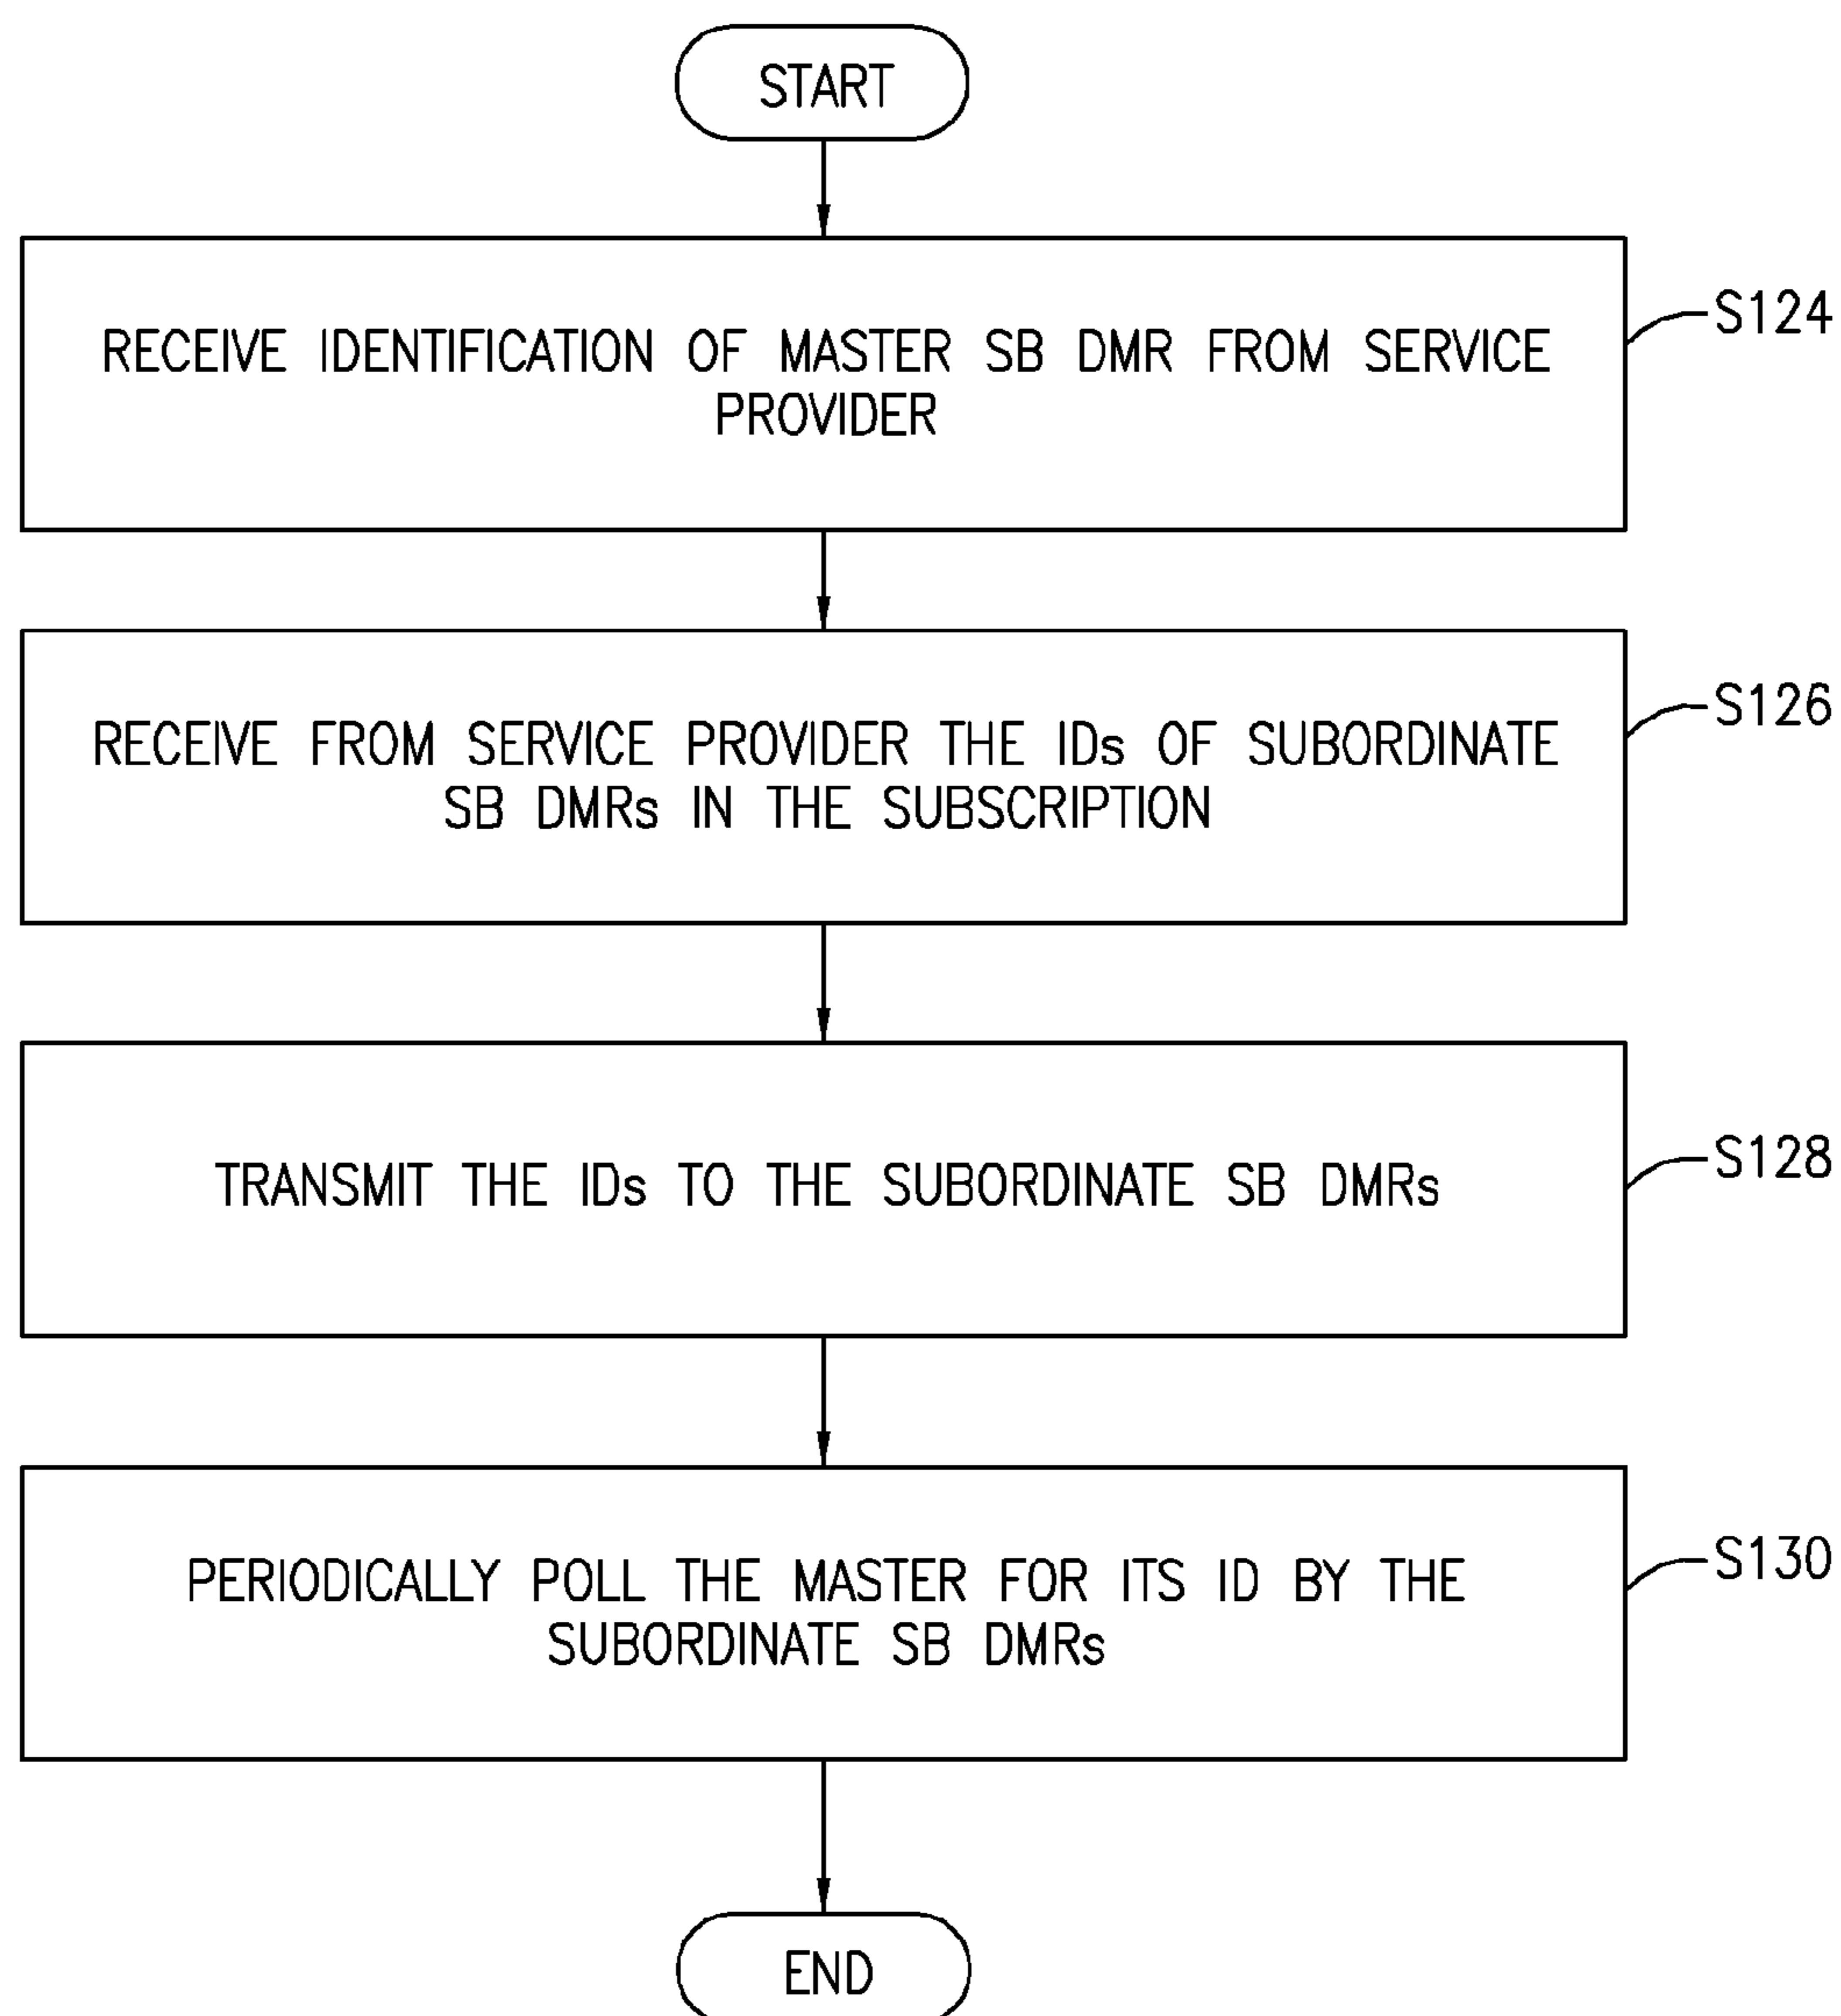 START
RECEIVE IDENTIFICATION OF MASTER SB DMR FROM SERVICE
PROVIDER
S124
RECEIVE FROM SERVICE PROVIDER THE IDs OF SUBORDINATE
SB DMRs IN THE SUBSCRIPTION
S126
TRANSMIT THE IDs TO THE SUBORDINATE SB DMRs
S128
PERIODICALLY POLL THE MASTER FOR ITS ID BY THE
SUBORDINATE SB DMRs
S130
END